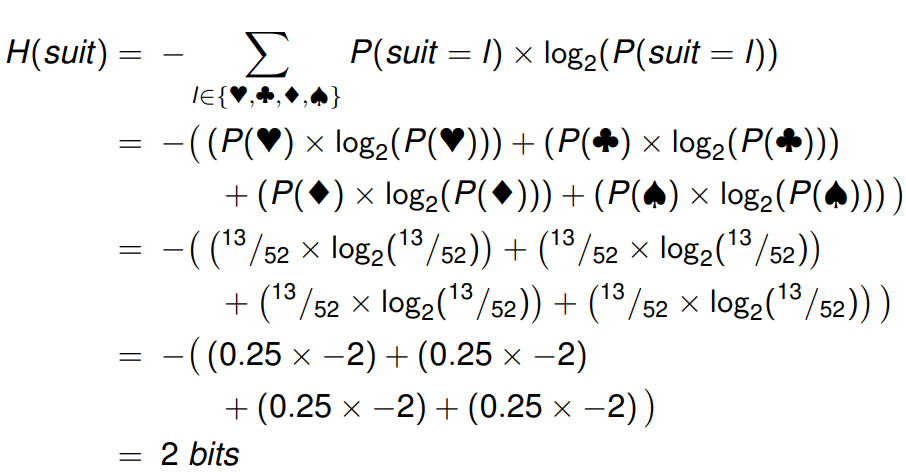 H(suit) = − ∑ P(suit = l) × log₂(P(suit = l))
l∈{♥,♣,♦,♠}
= −((P(♥) × log₂(P(♥))) + (P(♣) × log₂(P(♣)))
+ (P(♦) × log₂(P(♦))) + (P(♠) × log₂(P(♠))))
= −((13/52 × log₂(13/52)) + (13/52 × log₂(13/52))
+ (13/52 × log₂(13/52)) + (13/52 × log₂(13/52)))
= −((0.25 × −2) + (0.25 × −2)
+ (0.25 × −2) + (0.25 × −2))
= 2 bits